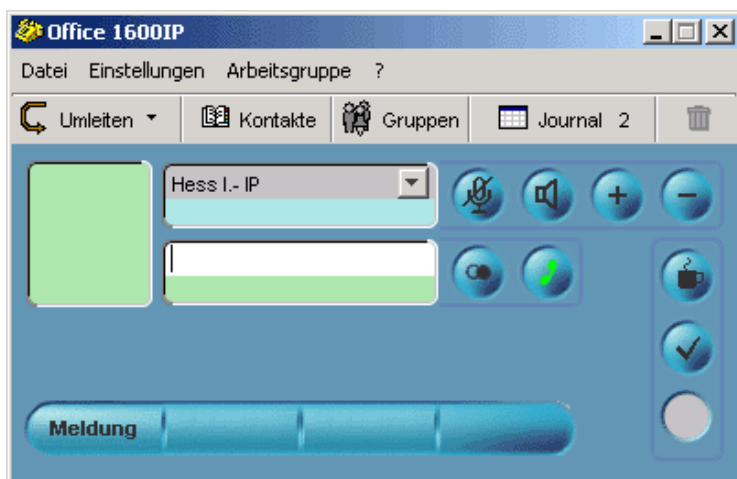 Office 1600IP
Datei Einstellungen Arbeitsgruppe ?
Umleiten Kontakte Gruppen Journal 2
Hess I.- IP
Meldung